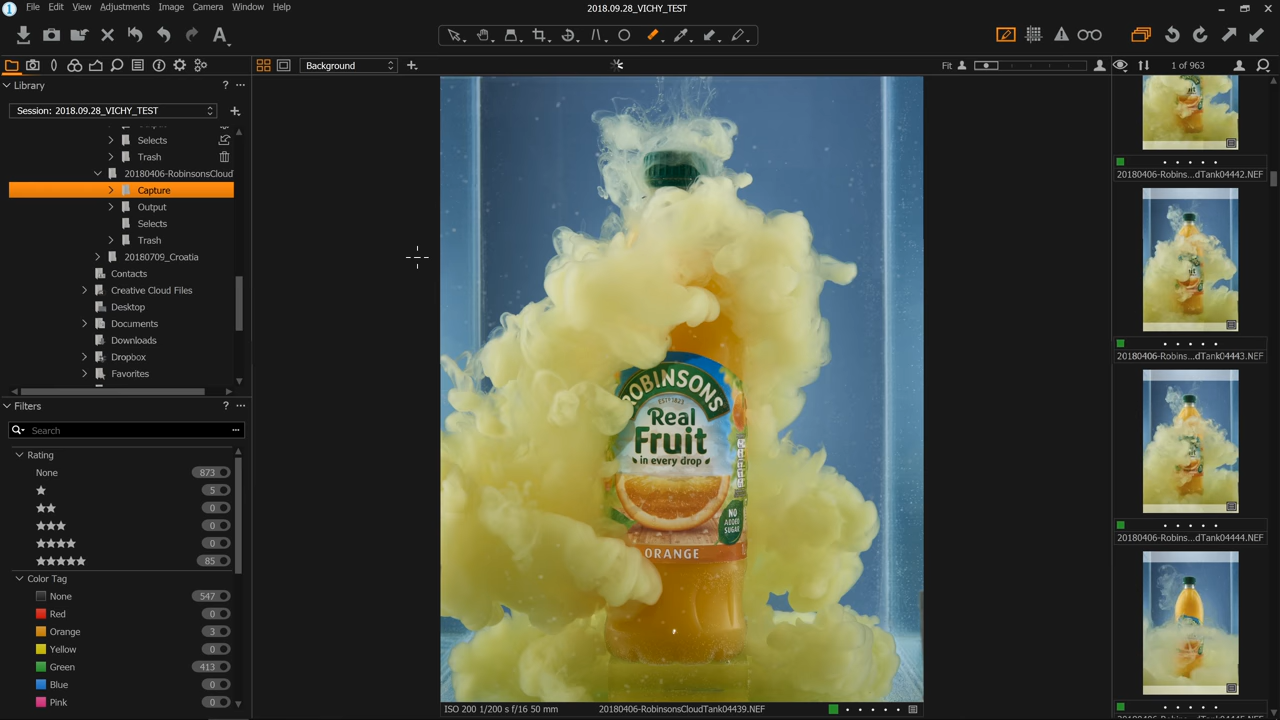 File Edit View Adjustments Image Camera Window Help
2018.09.28_VICHY_TEST
A
Background
Fit
1 of 963
Library
?
Session: 2018.09.28_VICHY_TEST
Selects
Trash
20180406-RobinsonsCloud
Capture
Output
Selects
Trash
20180709_Croatia
Contacts
Creative Cloud Files
Desktop
Documents
Downloads
Dropbox
Favorites
Filters
?
Search
Rating
None 873
5
0
0
0
85
Color Tag
None 547
Red 0
Orange 3
Yellow 0
Green 413
Blue 0
Pink 0
ROBINSONS
ESTD 1823
Real
Fruit
in every drop
NO
ADDED
SUGAR
ORANGE
ISO 200 1/200 s f/16 50 mm
20180406-RobinsonsCloudTank04439.NEF
20180406-Robins...dTank04442.NEF
20180406-Robins...dTank04443.NEF
20180406-Robins...dTank04444.NEF